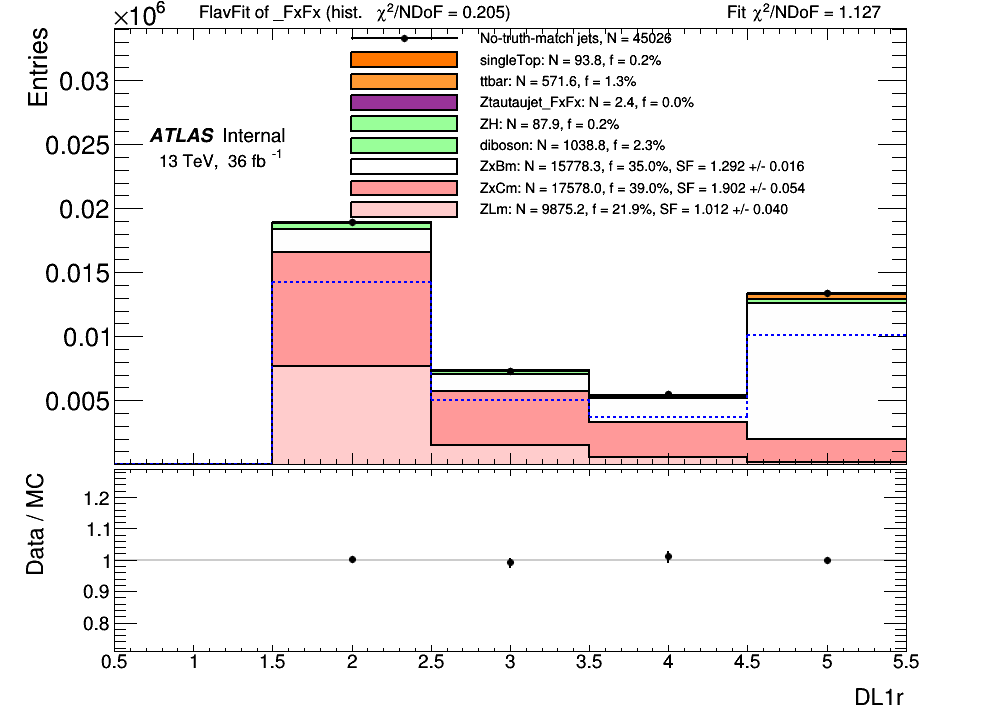 ×10⁶ FlavFit of _FxFx (hist. χ²/NDoF = 0.205) Fit χ²/NDoF = 1.127
Entries
No-truth-match jets, N = 45026
singleTop: N = 93.8, f = 0.2%
ttbar: N = 571.6, f = 1.3%
Ztautaujet_FxFx: N = 2.4, f = 0.0%
ZH: N = 87.9, f = 0.2%
diboson: N = 1038.8, f = 2.3%
ZxBm: N = 15778.3, f = 35.0%, SF = 1.292 +/- 0.016
ZxCm: N = 17578.0, f = 39.0%, SF = 1.902 +/- 0.054
ZLm: N = 9875.2, f = 21.9%, SF = 1.012 +/- 0.040
ATLAS Internal
13 TeV, 36 fb⁻¹
0.03
0.025
0.02
0.015
0.01
0.005
Data / MC
1.2
1.1
1
0.9
0.8
0.5 1 1.5 2 2.5 3 3.5 4 4.5 5 5.5
DL1r